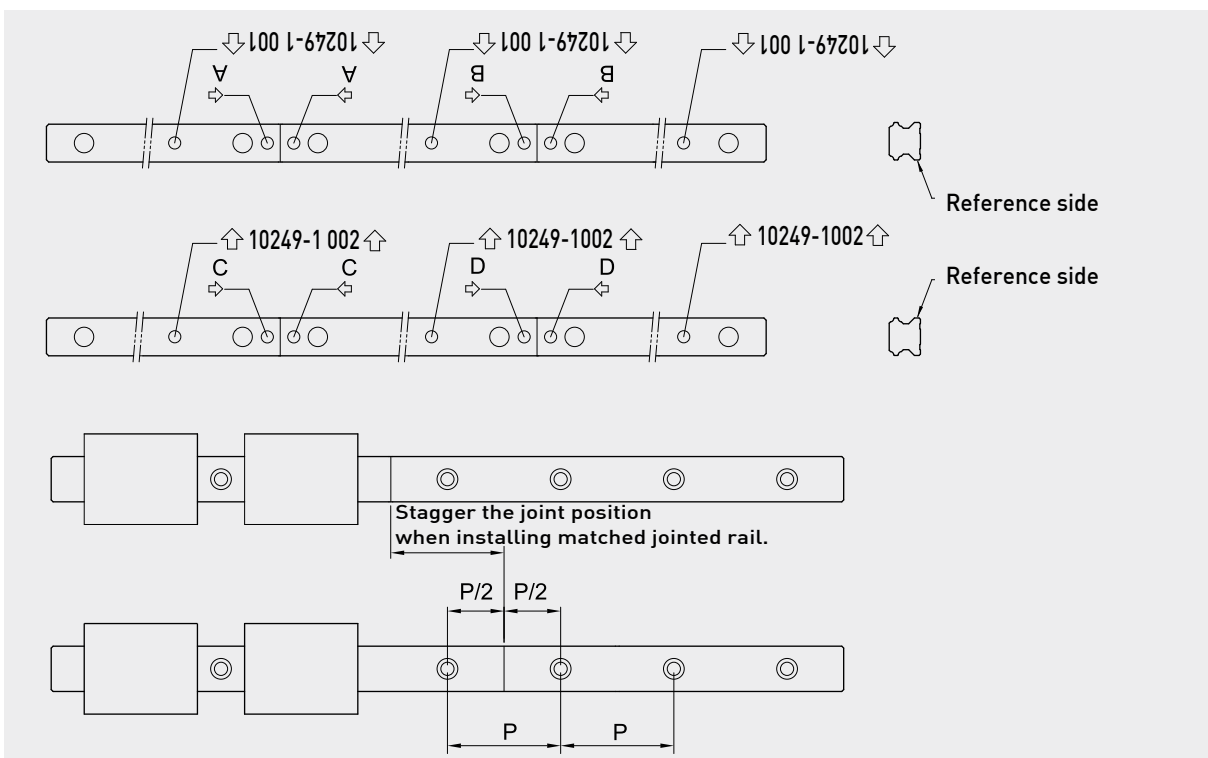 10249-1 001
10249-1 001
10249-1 001
A
A
B
B
Reference side
10249-1 002
10249-1002
10249-1002
C
C
D
D
Reference side
Stagger the joint position
when installing matched jointed rail.
P/2
P/2
P
P